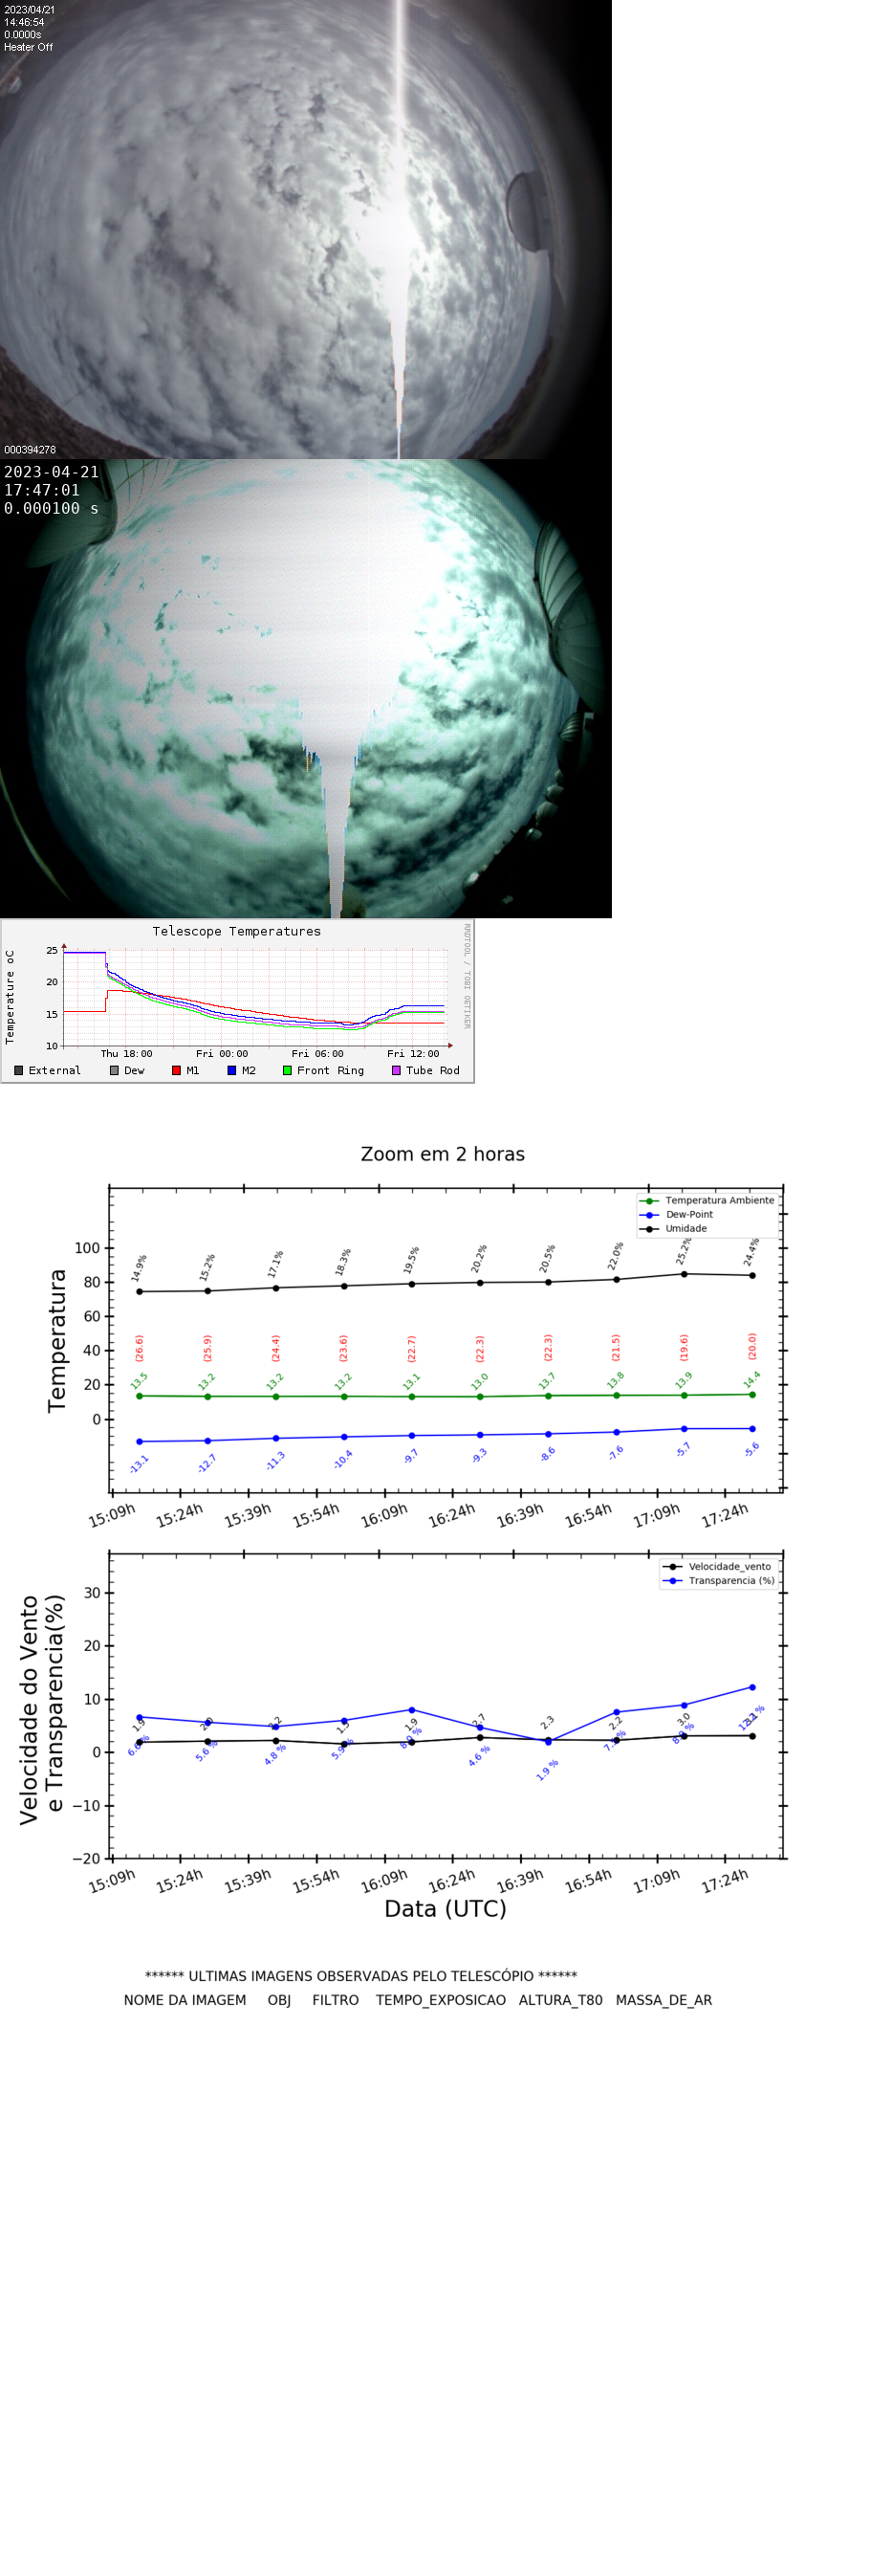 2023/04/21
14:46:54
0.0000s
Heater Off
000394278
2023-04-21
17:47:01
0.000100 s
Telescope Temperatures
RRDTOOL / TOBI OETIKER
Temperature oC
25
20
15
10
Thu 18:00 Fri 00:00 Fri 06:00 Fri 12:00
External Dew M1 M2 Front Ring Tube Rod
Zoom em 2 horas
Temperatura Ambiente
Dew-Point
Umidade
Temperatura
100
80
60
40
20
0
14.9% 15.2% 17.1% 18.3% 19.5% 20.2% 20.5% 22.0% 25.2% 24.4%
(26.6) (25.9) (24.4) (23.6) (22.7) (22.3) (22.3) (21.5) (19.6) (20.0)
13.5 13.2 13.2 13.2 13.1 13.0 13.7 13.8 13.9 14.4
-13.1 -12.7 -11.3 -10.4 -9.7 -9.3 -8.6 -7.6 -5.7 -5.6
15:09h 15:24h 15:39h 15:54h 16:09h 16:24h 16:39h 16:54h 17:09h 17:24h
Velocidade_vento
Transparencia (%)
Velocidade do Vento
e Transparencia(%)
30
20
10
0
−10
−20
1.9 1.9 2.3 2.2 3.0
5.6 % 4.8 % 4.6 % 1.9 %
15:09h 15:24h 15:39h 15:54h 16:09h 16:24h 16:39h 16:54h 17:09h 17:24h
Data (UTC)
****** ULTIMAS IMAGENS OBSERVADAS PELO TELESCÓPIO ******
NOME DA IMAGEM OBJ FILTRO TEMPO_EXPOSICAO ALTURA_T80 MASSA_DE_AR